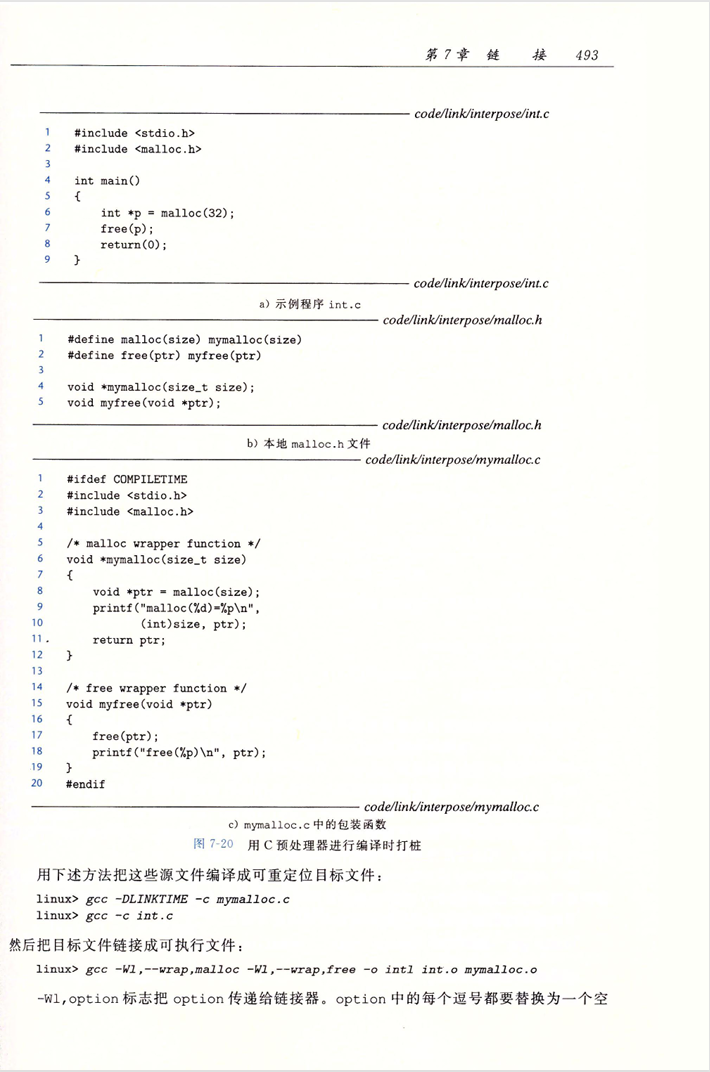 第7章 链 接 493
code/link/interpose/int.c
1 #include <stdio.h>
2 #include <malloc.h>
3
4 int main()
5 {
6 int *p = malloc(32);
7 free(p);
8 return(0);
9 }
code/link/interpose/int.c
a) 示例程序 int.c
code/link/interpose/malloc.h
1 #define malloc(size) mymalloc(size)
2 #define free(ptr) myfree(ptr)
3
4 void *mymalloc(size_t size);
5 void myfree(void *ptr);
code/link/interpose/malloc.h
b) 本地 malloc.h 文件
code/link/interpose/mymalloc.c
1 #ifdef COMPILETIME
2 #include <stdio.h>
3 #include <malloc.h>
4
5 /* malloc wrapper function */
6 void *mymalloc(size_t size)
7 {
8 void *ptr = malloc(size);
9 printf("malloc(%d)=%p\n",
10 (int)size, ptr);
11 return ptr;
12 }
13
14 /* free wrapper function */
15 void myfree(void *ptr)
16 {
17 free(ptr);
18 printf("free(%p)\n", ptr);
19 }
20 #endif
code/link/interpose/mymalloc.c
c) mymalloc.c 中的包装函数
图 7-20 用 C 预处理器进行编译时打桩
用下述方法把这些源文件编译成可重定位目标文件：
linux> gcc -DLINKTIME -c mymalloc.c
linux> gcc -c int.c
然后把目标文件链接成可执行文件：
linux> gcc -Wl,--wrap,malloc -Wl,--wrap,free -o intl int.o mymalloc.o
-Wl,option 标志把 option 传递给链接器。option 中的每个逗号都要替换为一个空